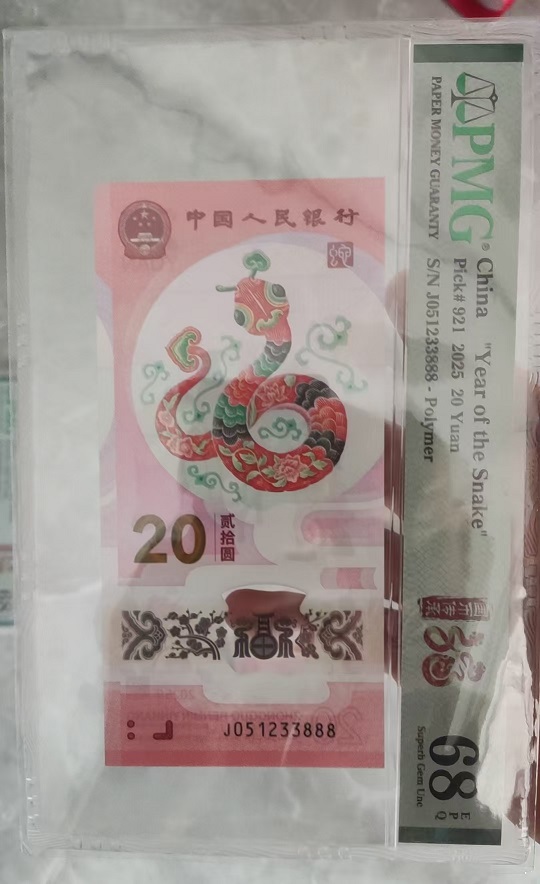 中国人民银行
迎
20
贰拾圆
J051233888
PMG®
PAPER MONEY GUARANTY
China "Year of the Snake"
Pick# 921 2025 20 Yuan
S/N J051233888 - Polymer
68 EPQ
Superb Gem Unc